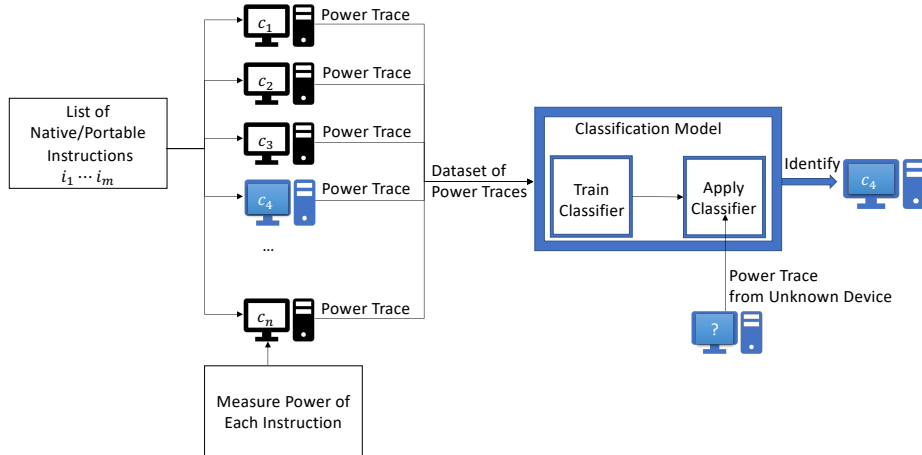 c₁
Power Trace
c₂
Power Trace
List of
Native/Portable
Instructions
i₁ ⋯ iₘ
c₃
Power Trace
c₄
Power Trace
...
cₙ
Power Trace
Measure Power of
Each Instruction
Dataset of
Power Traces
Classification Model
Train
Classifier
Apply
Classifier
Identify
c₄
Power Trace
from Unknown Device
?